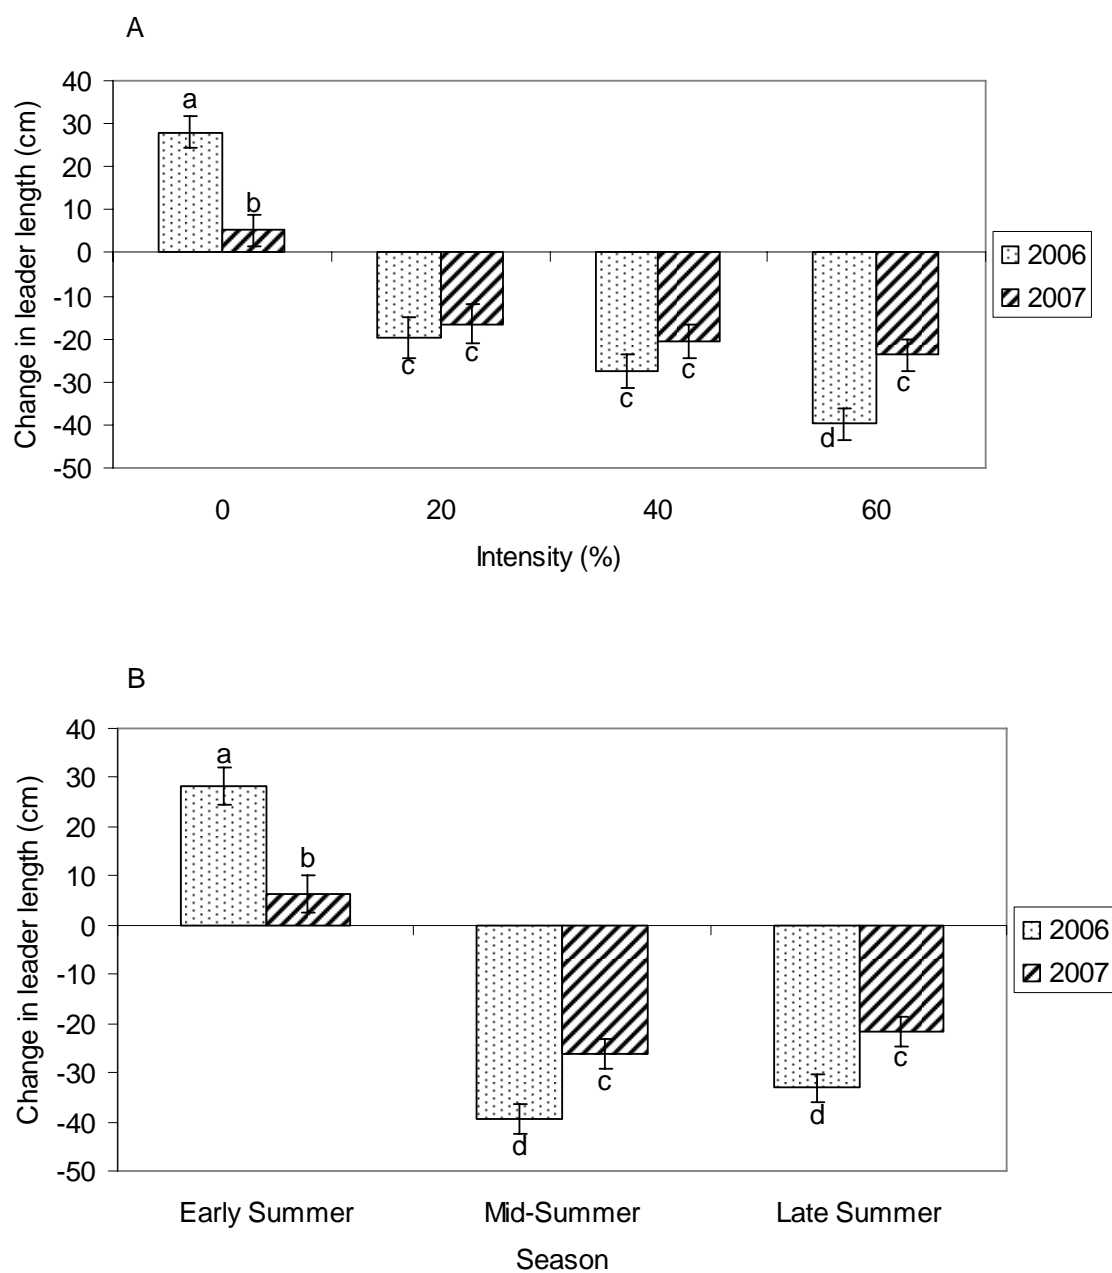 A
Change in leader length (cm)
40
30
20
10
0
-10
-20
-30
-40
-50
a
b
c
c
c
c
d
c
0
20
40
60
Intensity (%)
2006
2007
B
Change in leader length (cm)
40
30
20
10
0
-10
-20
-30
-40
-50
a
b
d
c
d
c
Early Summer
Mid-Summer
Late Summer
Season
2006
2007